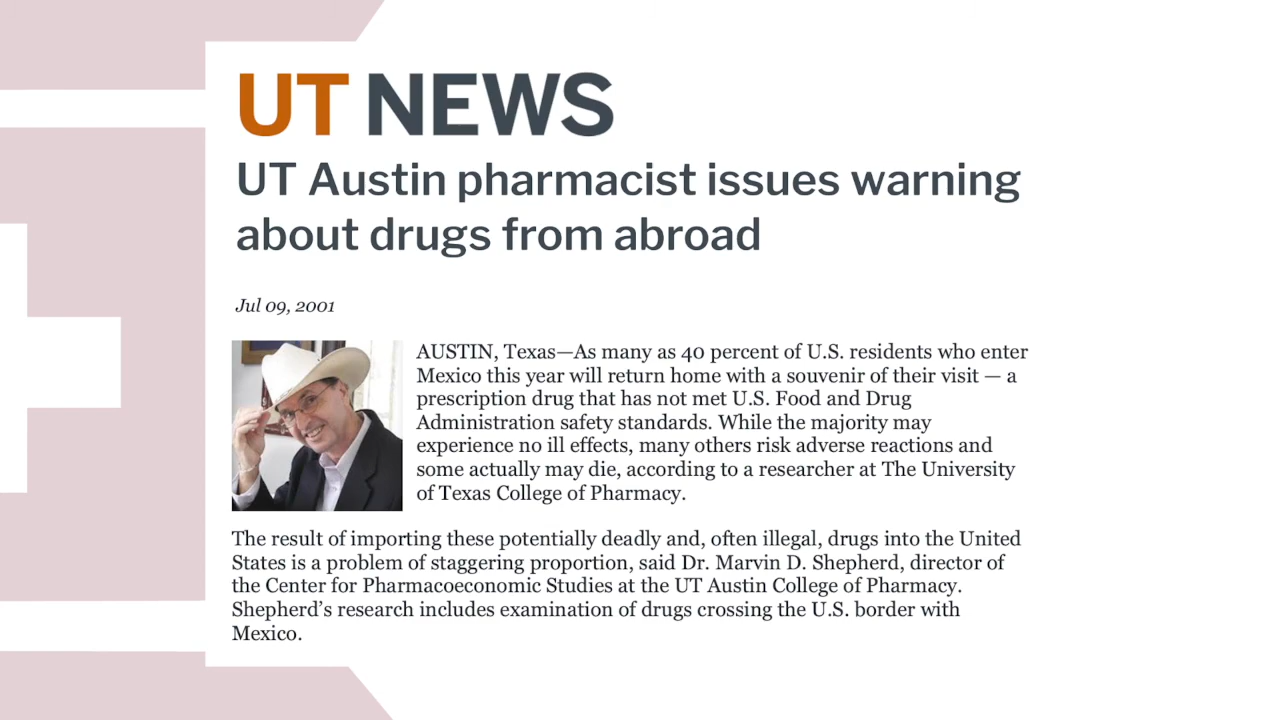 UT NEWS
UT Austin pharmacist issues warning
about drugs from abroad
Jul 09, 2001
AUSTIN, Texas—As many as 40 percent of U.S. residents who enter
Mexico this year will return home with a souvenir of their visit — a
prescription drug that has not met U.S. Food and Drug
Administration safety standards. While the majority may
experience no ill effects, many others risk adverse reactions and
some actually may die, according to a researcher at The University
of Texas College of Pharmacy.
The result of importing these potentially deadly and, often illegal, drugs into the United
States is a problem of staggering proportion, said Dr. Marvin D. Shepherd, director of
the Center for Pharmacoeconomic Studies at the UT Austin College of Pharmacy.
Shepherd’s research includes examination of drugs crossing the U.S. border with
Mexico.